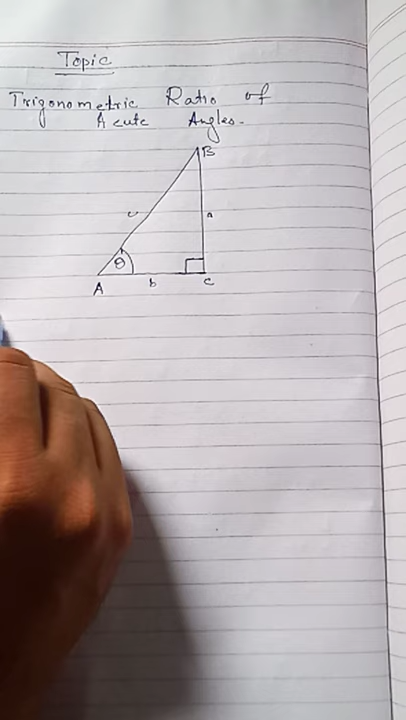 Topic
Trigonometric Ratio of
Acute Angles.
B
c
a
θ
A
b
C